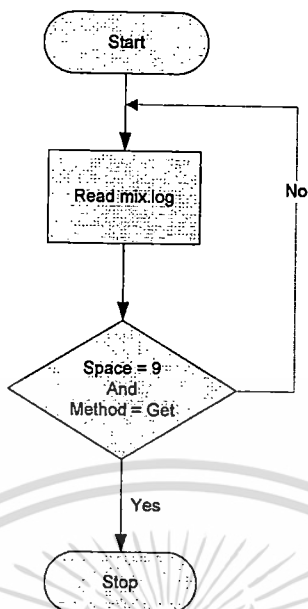 Start
Read mix.log
No
Space = 9
And
Method = Get
Yes
Stop